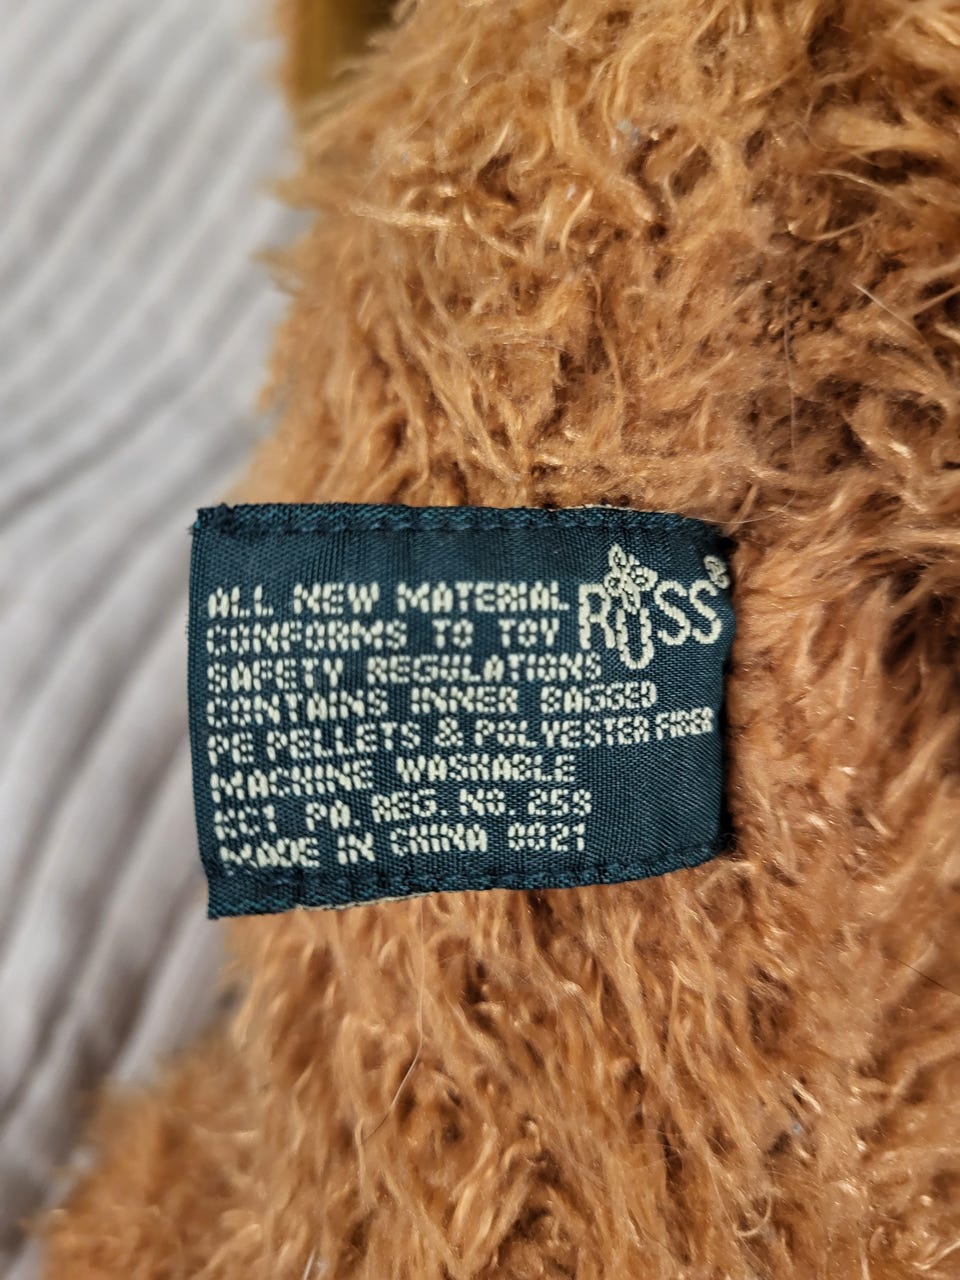 RUSS®
ALL NEW MATERIAL
CONFORMS TO TOY
SAFETY REGULATIONS
CONTAINS INNER BAGGED
PE PELLETS & POLYESTER FIBER
MACHINE WASHABLE
PA. REG. NO. 258
MADE IN CHINA 0021